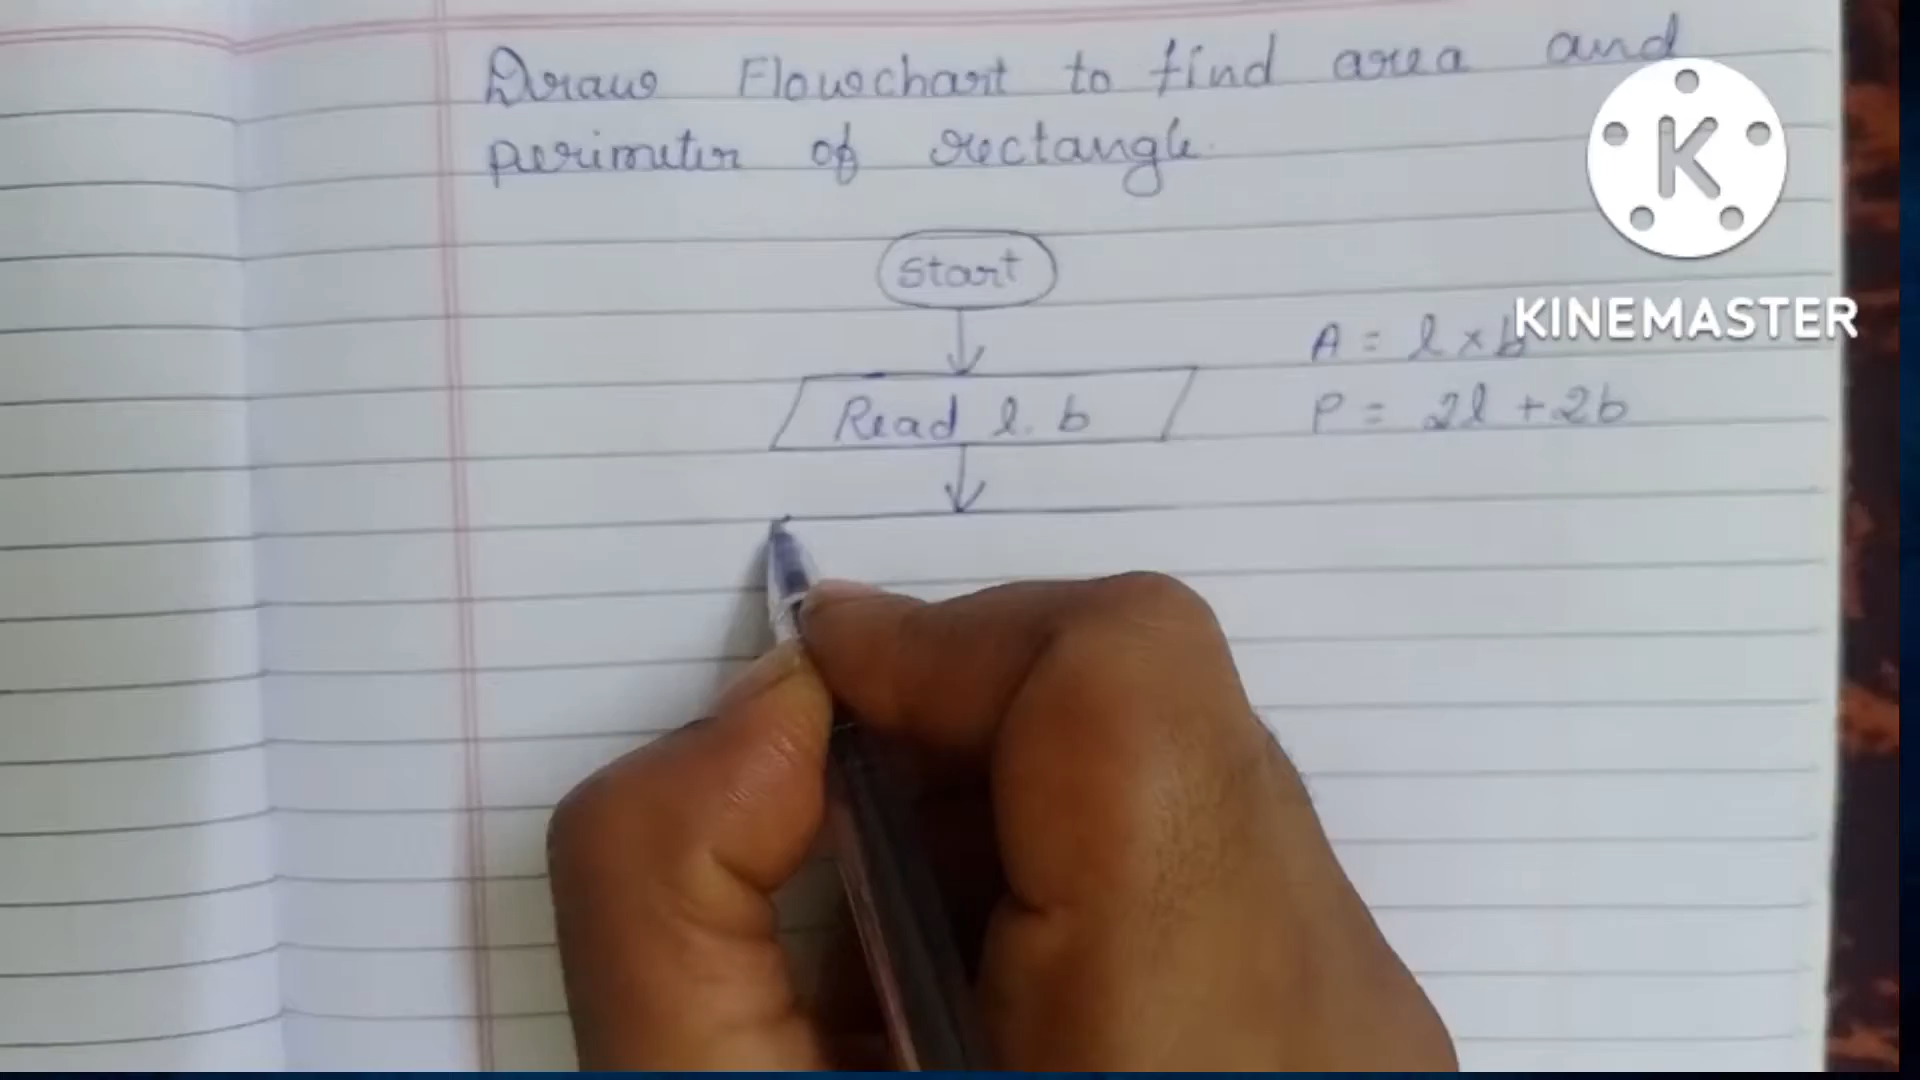 Draw Flowchart to find area and
perimeter of rectangle.
Start
Read l. b
A = l × b
P = 2l + 2b
K
KINEMASTER